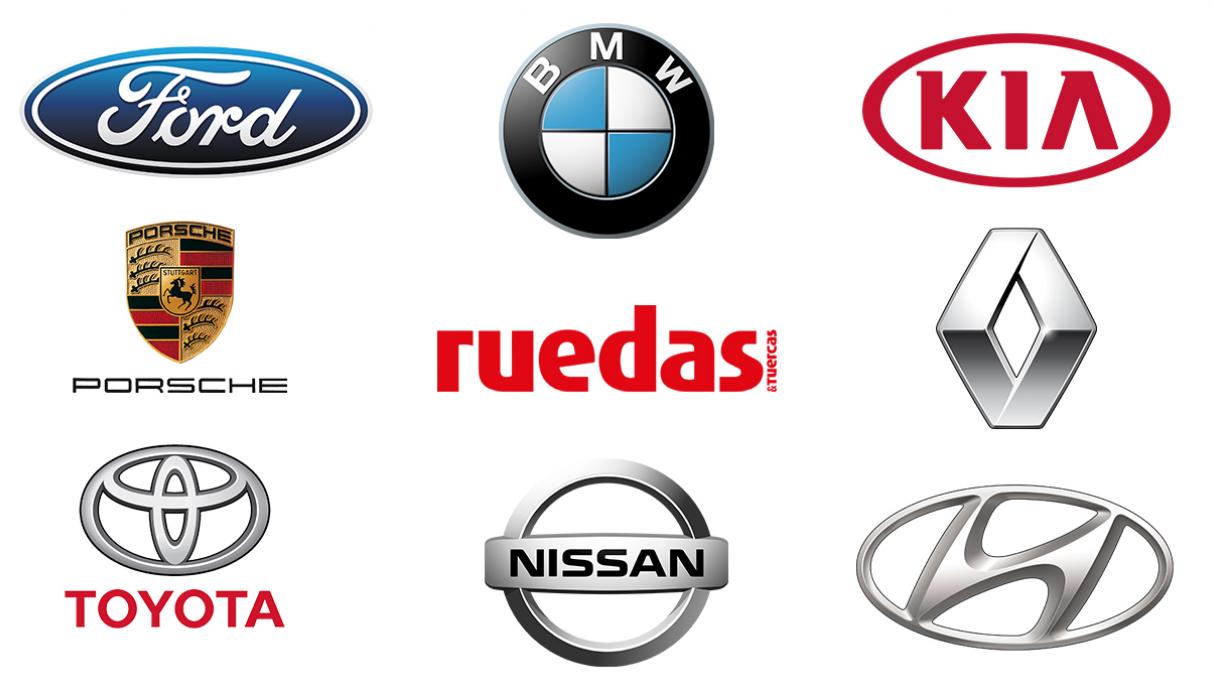 Ford
BMW
KIA
PORSCHE
STUTTGART
PORSCHE
ruedas
&TUERCAS
TOYOTA
NISSAN